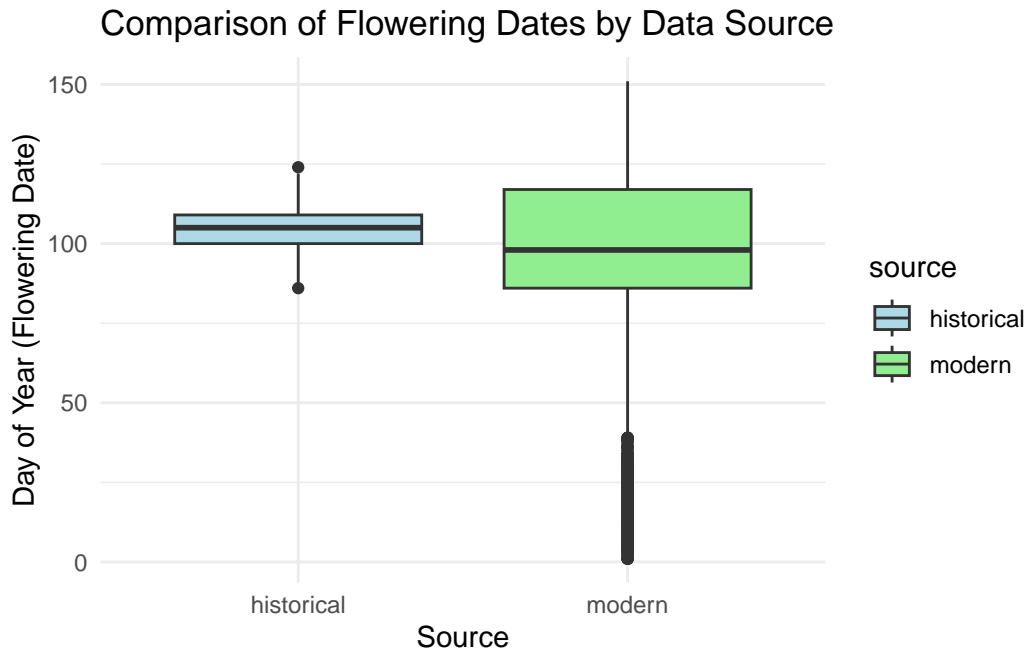 Comparison of Flowering Dates by Data Source
150
100
50
0
Day of Year (Flowering Date)
historical
modern
Source
source
historical
modern